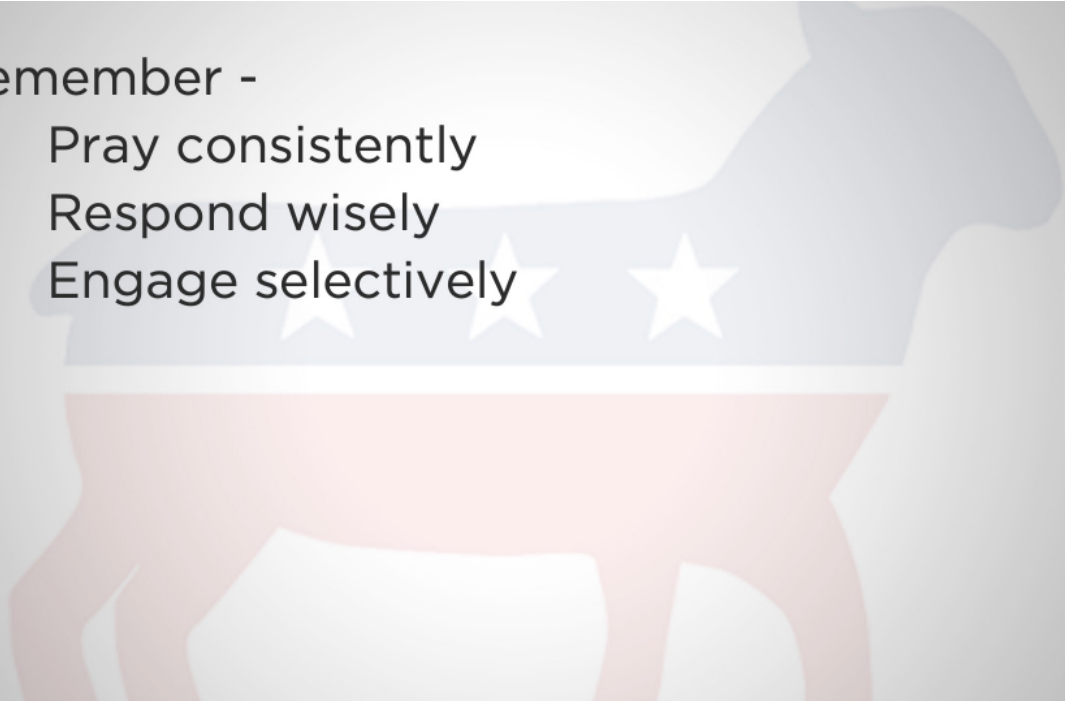 emember -
Pray consistently
Respond wisely
Engage selectively